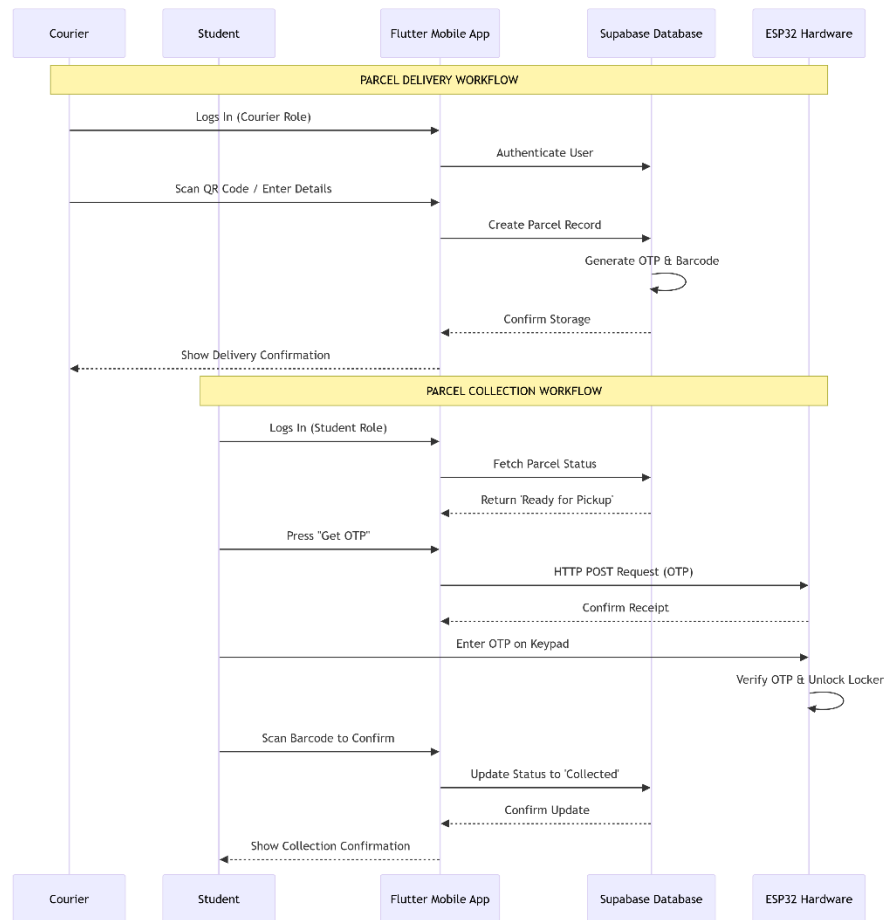 Courier
Student
Flutter Mobile App
Supabase Database
ESP32 Hardware
PARCEL DELIVERY WORKFLOW
Logs In (Courier Role)
Authenticate User
Scan QR Code / Enter Details
Create Parcel Record
Generate OTP & Barcode
Confirm Storage
Show Delivery Confirmation
PARCEL COLLECTION WORKFLOW
Logs In (Student Role)
Fetch Parcel Status
Return 'Ready for Pickup'
Press "Get OTP"
HTTP POST Request (OTP)
Confirm Receipt
Enter OTP on Keypad
Verify OTP & Unlock Locker
Scan Barcode to Confirm
Update Status to 'Collected'
Confirm Update
Show Collection Confirmation
Courier
Student
Flutter Mobile App
Supabase Database
ESP32 Hardware